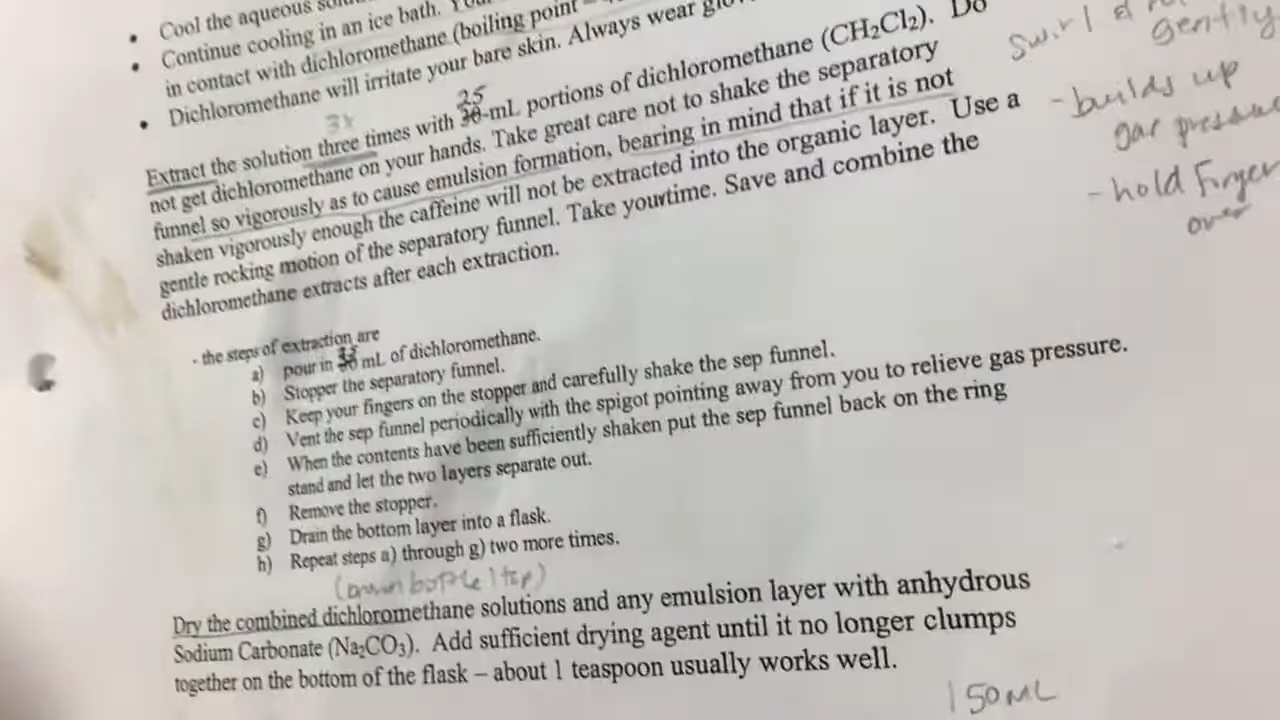 Cool the aqueous
Continue cooling in an ice bath.
in contact with dichloromethane (boiling point –
Dichloromethane will irritate your bare skin. Always wear
3x
25
Extract the solution three times with 30-mL portions of dichloromethane (CH₂Cl₂). Do
not get dichloromethane on your hands. Take great care not to shake the separatory
funnel so vigorously as to cause emulsion formation, bearing in mind that if it is not
shaken vigorously enough the caffeine will not be extracted into the organic layer. Use a
gentle rocking motion of the separatory funnel. Take your time. Save and combine the
dichloromethane extracts after each extraction.
swirl
gently
- builds up
gas pressure
- hold finger
over
- the steps of extraction are
a) pour in mL of dichloromethane.
b) Stopper the separatory funnel.
c) Keep your fingers on the stopper and carefully shake the sep funnel.
d) Vent the sep funnel periodically with the spigot pointing away from you to relieve gas pressure.
e) When the contents have been sufficiently shaken put the sep funnel back on the ring
stand and let the two layers separate out.
f) Remove the stopper.
g) Drain the bottom layer into a flask.
h) Repeat steps a) through g) two more times.
Dry the combined dichloromethane solutions and any emulsion layer with anhydrous
Sodium Carbonate (Na₂CO₃). Add sufficient drying agent until it no longer clumps
together on the bottom of the flask – about 1 teaspoon usually works well.
150mL